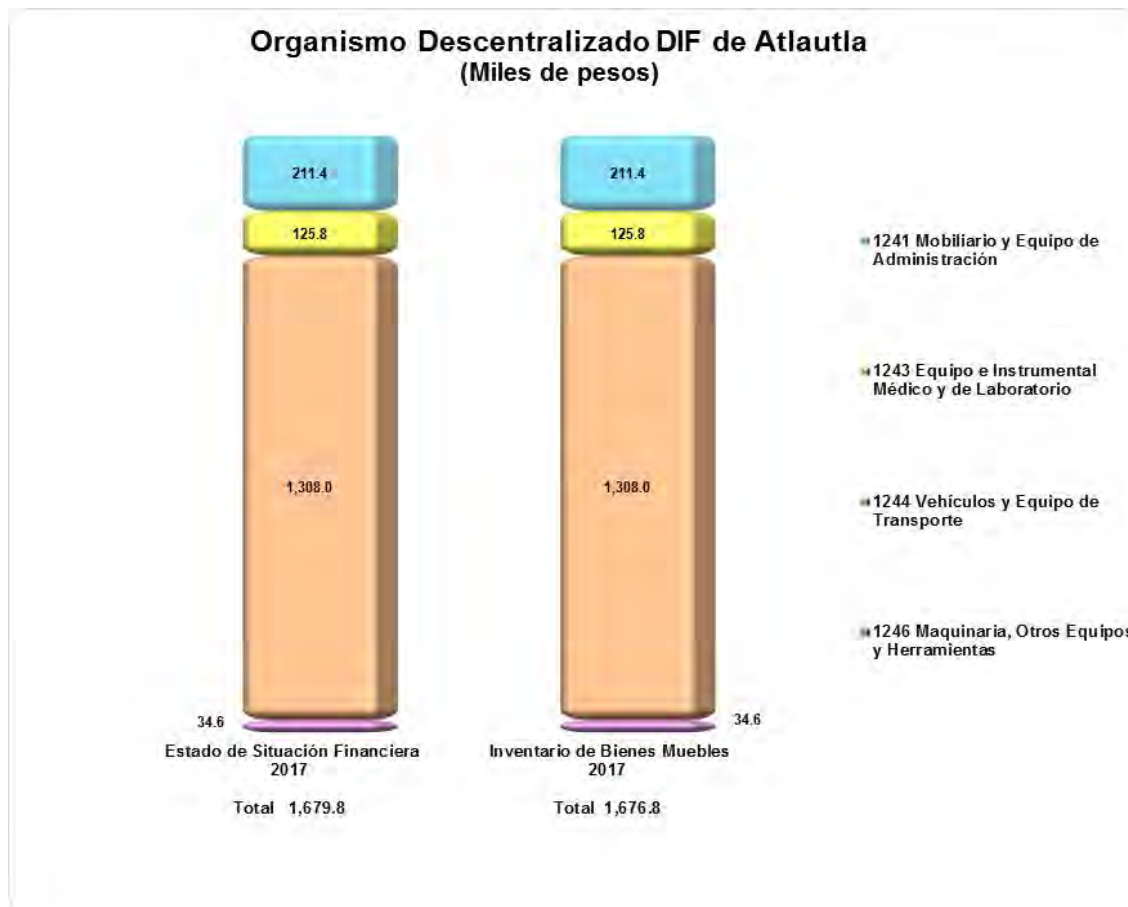 Organismo Descentralizado DIF de Atlautla
(Miles de pesos)
211.4
211.4
125.8
125.8
1,308.0
1,308.0
34.6
34.6
Estado de Situación Financiera
2017
Inventario de Bienes Muebles
2017
Total 1,679.8
Total 1,676.8
1241 Mobiliario y Equipo de
Administración
1243 Equipo e Instrumental
Médico y de Laboratorio
1244 Vehículos y Equipo de
Transporte
1246 Maquinaria, Otros Equipos
y Herramientas